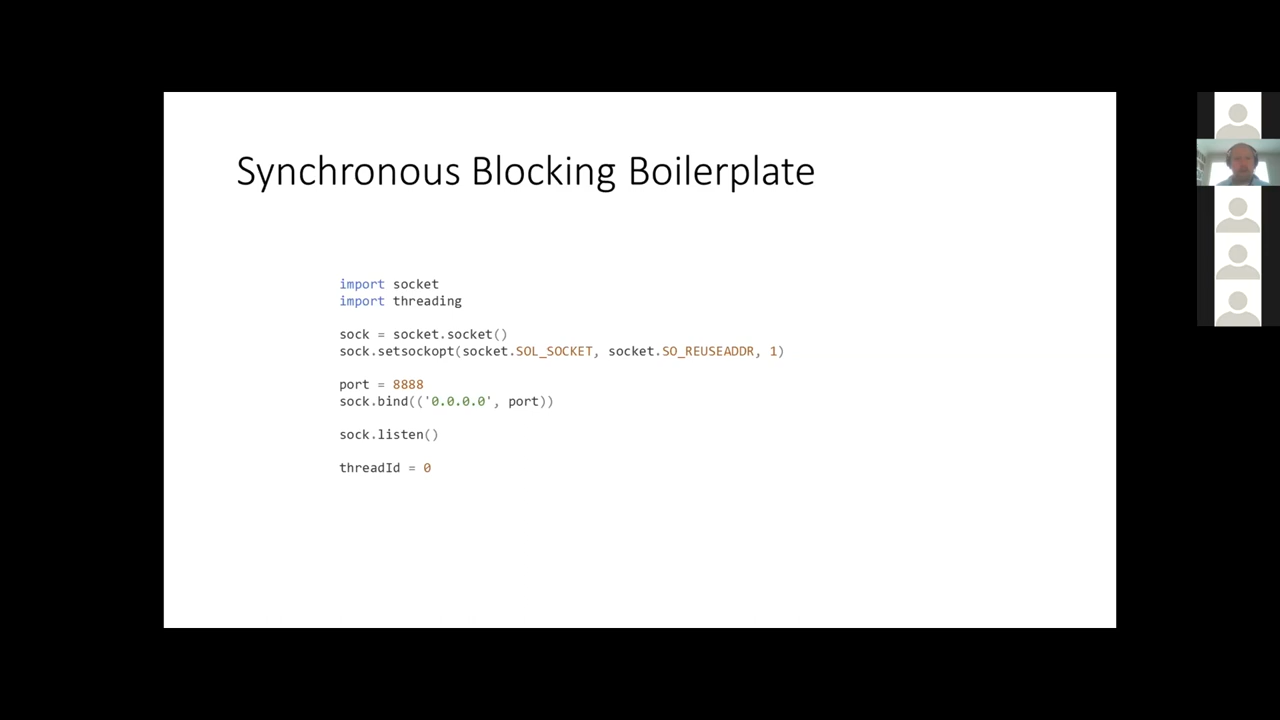 Synchronous Blocking Boilerplate
import socket
import threading
sock = socket.socket()
sock.setsockopt(socket.SOL_SOCKET, socket.SO_REUSEADDR, 1)
port = 8888
sock.bind(('0.0.0.0', port))
sock.listen()
threadId = 0